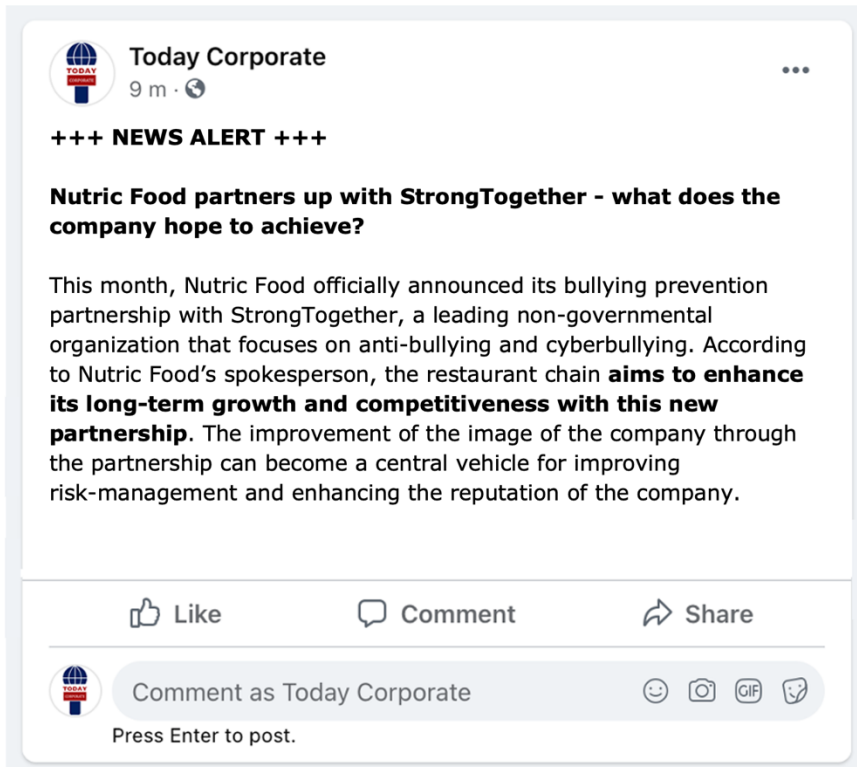 Today Corporate
TODAY
CORPORATE
9 m ·
+++ NEWS ALERT +++
Nutric Food partners up with StrongTogether - what does the
company hope to achieve?
This month, Nutric Food officially announced its bullying prevention
partnership with StrongTogether, a leading non-governmental
organization that focuses on anti-bullying and cyberbullying. According
to Nutric Food’s spokesperson, the restaurant chain aims to enhance
its long-term growth and competitiveness with this new
partnership. The improvement of the image of the company through
the partnership can become a central vehicle for improving
risk-management and enhancing the reputation of the company.
Like Comment Share
TODAY
CORPORATE
Comment as Today Corporate
GIF
Press Enter to post.